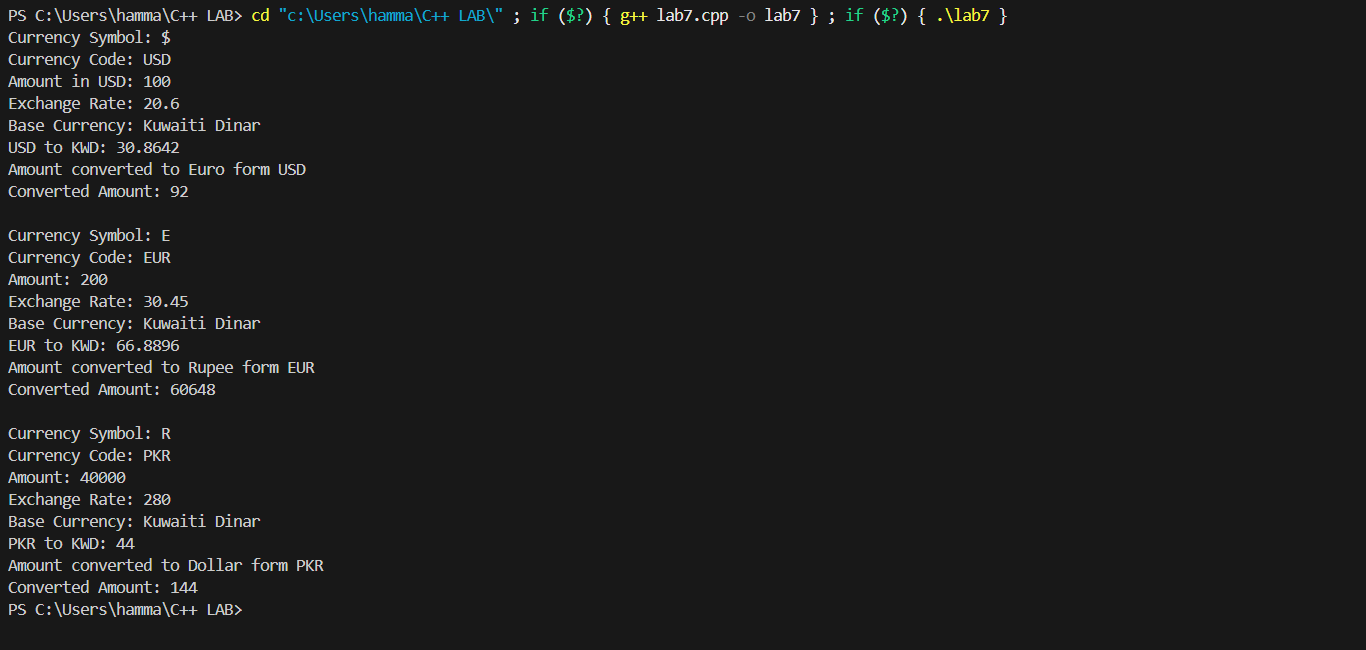 PS C:\Users\hamma\C++ LAB> cd "c:\Users\hamma\C++ LAB\" ; if ($?) { g++ lab7.cpp -o lab7 } ; if ($?) { .\lab7 }
Currency Symbol: $
Currency Code: USD
Amount in USD: 100
Exchange Rate: 20.6
Base Currency: Kuwaiti Dinar
USD to KWD: 30.8642
Amount converted to Euro form USD
Converted Amount: 92

Currency Symbol: E
Currency Code: EUR
Amount: 200
Exchange Rate: 30.45
Base Currency: Kuwaiti Dinar
EUR to KWD: 66.8896
Amount converted to Rupee form EUR
Converted Amount: 60648

Currency Symbol: R
Currency Code: PKR
Amount: 40000
Exchange Rate: 280
Base Currency: Kuwaiti Dinar
PKR to KWD: 44
Amount converted to Dollar form PKR
Converted Amount: 144
PS C:\Users\hamma\C++ LAB>